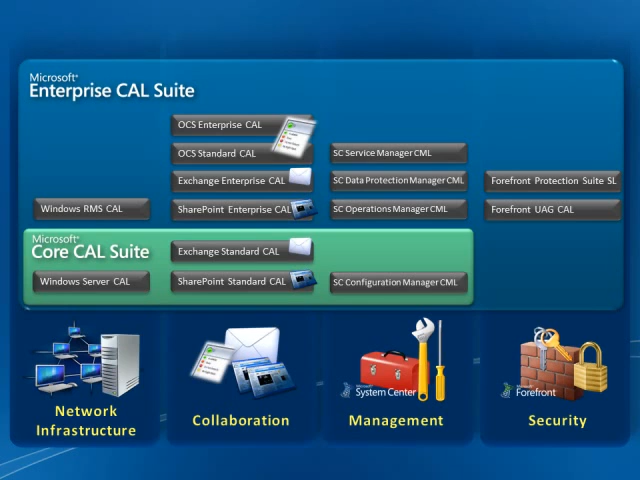 Microsoft®
Enterprise CAL Suite
OCS Enterprise CAL
OCS Standard CAL
SC Service Manager CML
Exchange Enterprise CAL
SC Data Protection Manager CML
Forefront Protection Suite SL
Windows RMS CAL
SharePoint Enterprise CAL
SC Operations Manager CML
Forefront UAG CAL
Microsoft®
Core CAL Suite
Exchange Standard CAL
Windows Server CAL
SharePoint Standard CAL
SC Configuration Manager CML
Microsoft®
System Center
Microsoft®
Forefront
Network
Infrastructure
Collaboration
Management
Security